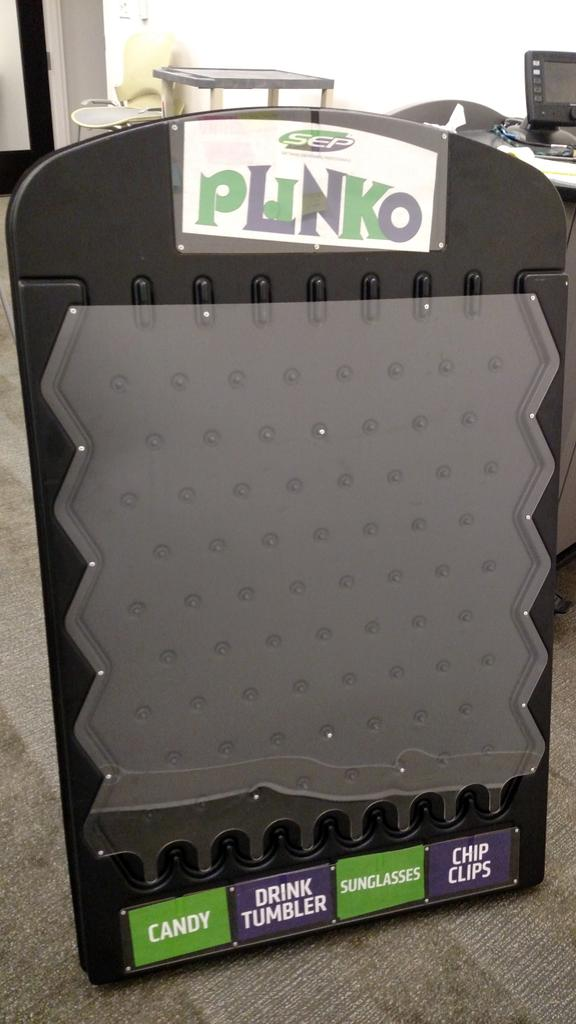 SEP
PLINKO
CANDY
DRINK
TUMBLER
SUNGLASSES
CHIP
CLIPS